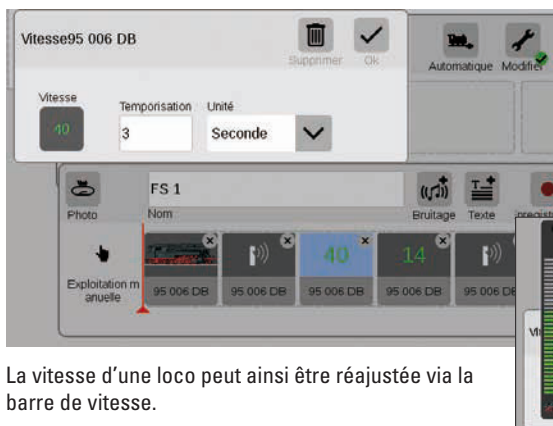 Vitesse95 006 DB
Supprimer
Ok
Automatique
Modifier
Vitesse
Temporisation
Unité
40
3
Seconde
FS 1
Photo
Nom
Bruitage
Texte
40
14
Exploitation m
anuelle
95 006 DB
95 006 DB
95 006 DB
95 006 DB
95 006 DB
La vitesse d’une loco peut ainsi être réajustée via la
barre de vitesse.